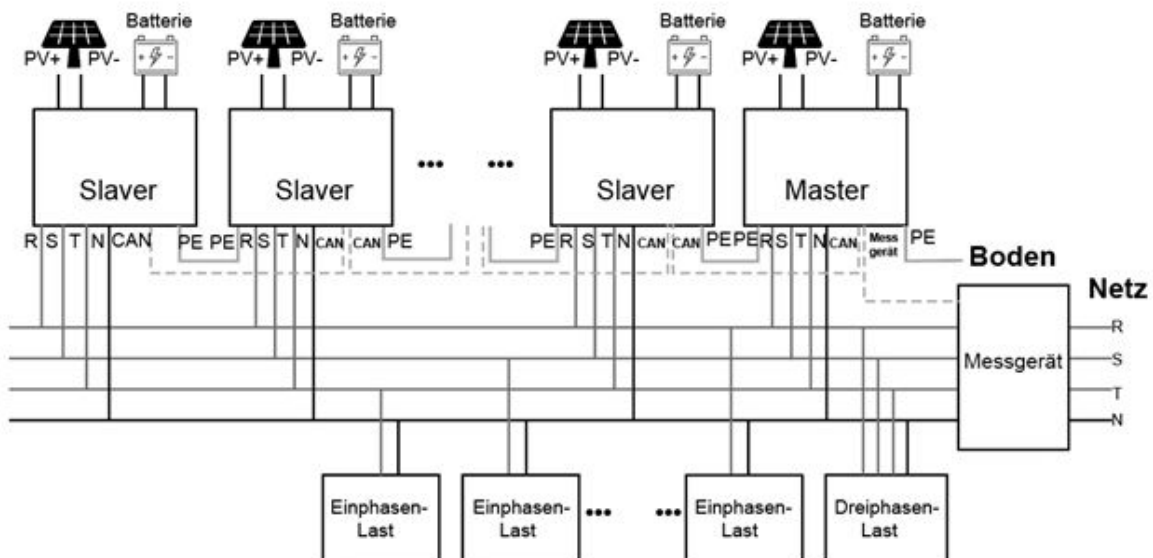 Batterie Batterie Batterie Batterie
PV+ PV- + - PV+ PV- + - PV+ PV- + - PV+ PV- + -
Slaver Slaver ... ... Slaver Master
R S T N CAN PE PE R S T N CAN CAN PE PE R S T N CAN CAN PE PE R S T N CAN Mess PE
gerät
Boden
Netz
R
Messgerät S
T
N
Einphasen- Einphasen- ... ... Einphasen- Dreiphasen-
Last Last Last Last